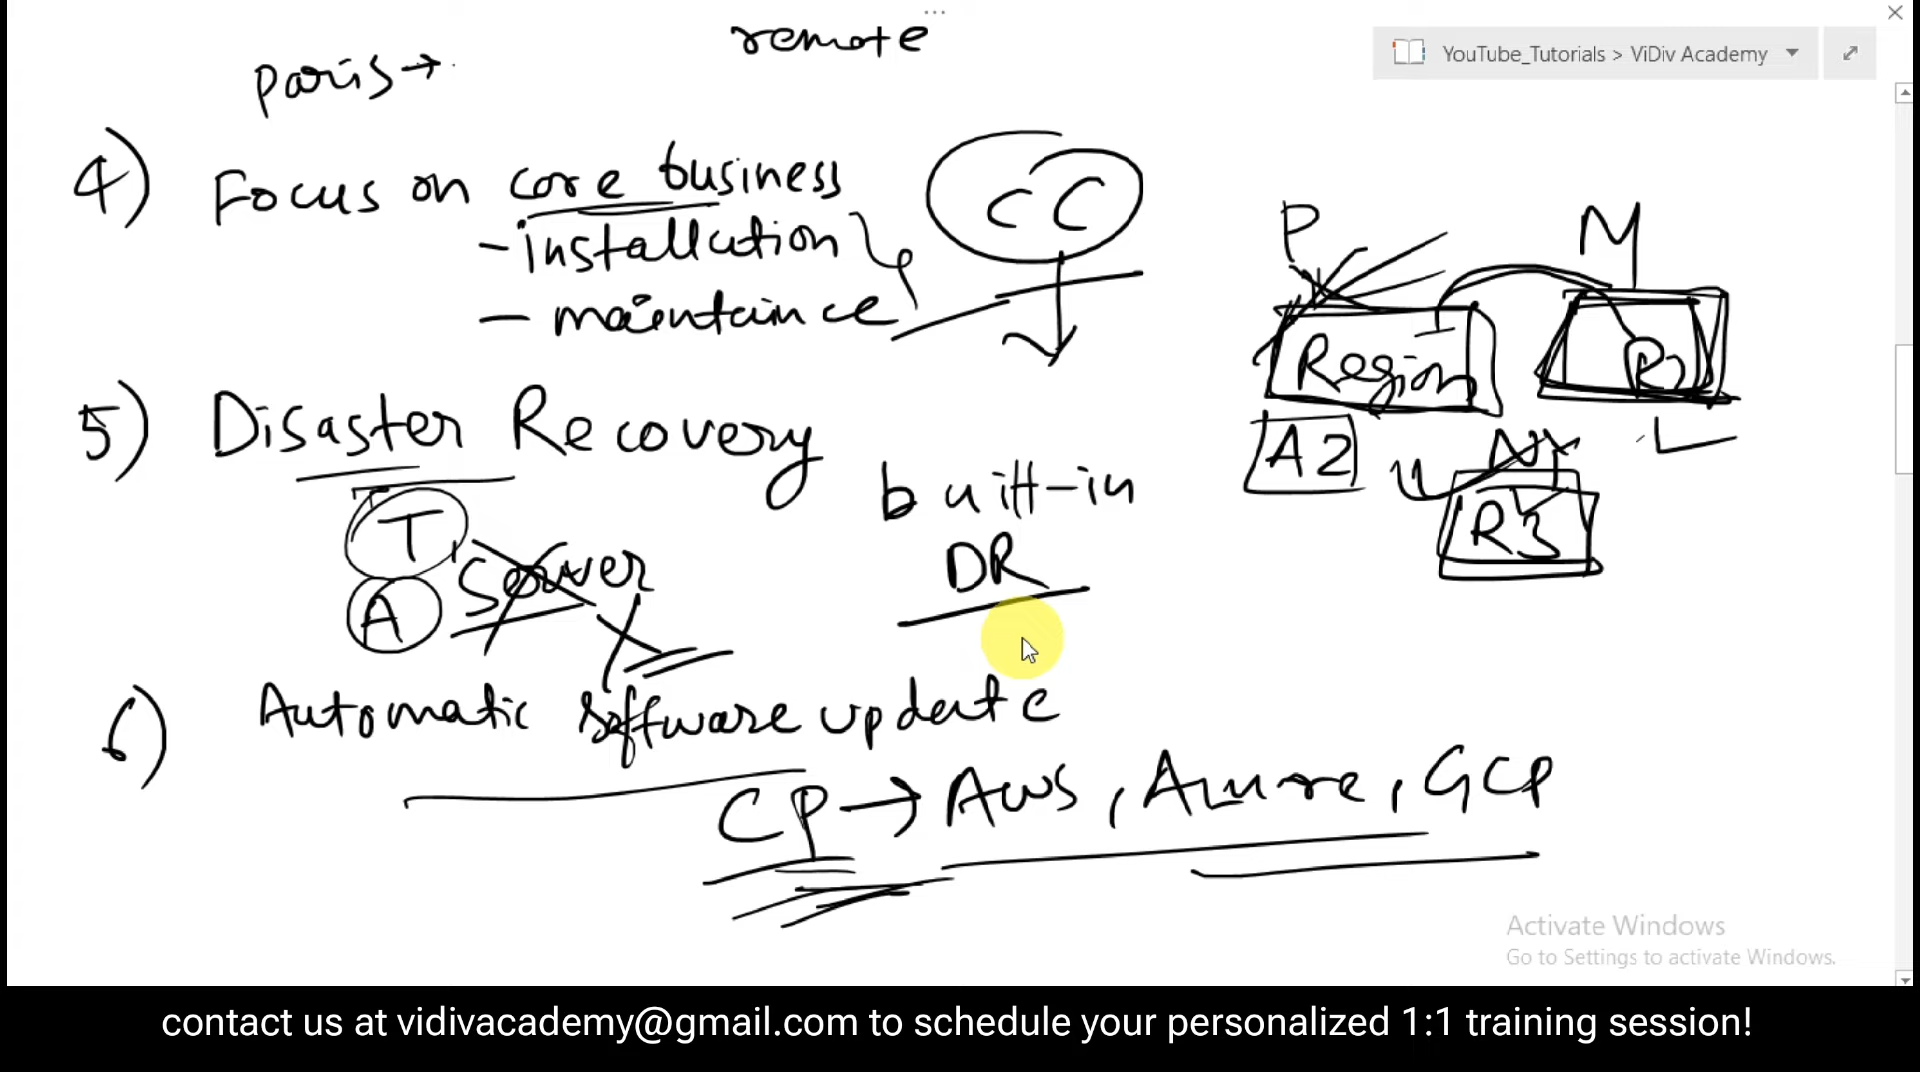 remote
YouTube_Tutorials > ViDiv Academy
paris →
4) Focus on core business
- installation
- maintaince
CC
P
M
Region
R2
5) Disaster Recovery
A2
built-in
NY
R3
T
Server
DR
A
6) Automatic software update
CP → AWS, Azure, GCP
Activate Windows
Go to Settings to activate Windows.
contact us at vidivacademy@gmail.com to schedule your personalized 1:1 training session!